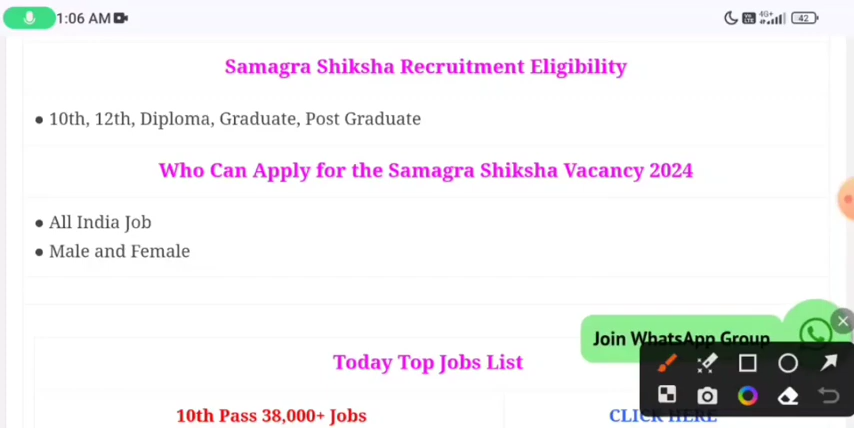 1:06 AM
4G+
42
Samagra Shiksha Recruitment Eligibility
● 10th, 12th, Diploma, Graduate, Post Graduate
Who Can Apply for the Samagra Shiksha Vacancy 2024
● All India Job
● Male and Female
Join WhatsApp Group
Today Top Jobs List
10th Pass 38,000+ Jobs
CLICK HERE